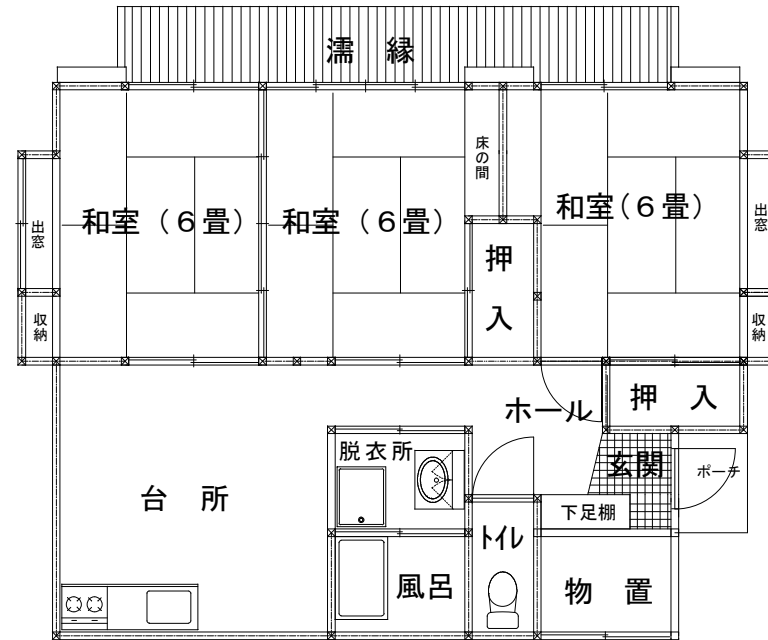 濡　縁
床の間
和室（６畳）
和室（６畳）
和室（６畳）
出窓
出窓
押入
収納
収納
押　入
ホール
玄関
ポーチ
脱衣所
台　所
下足棚
トイレ
風呂
物　置